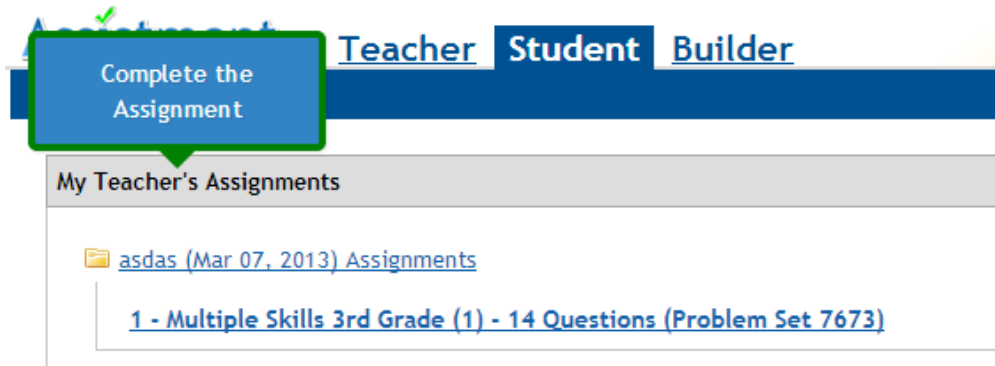 Teacher Student Builder
Complete the
Assignment
My Teacher's Assignments
asdas (Mar 07, 2013) Assignments
1 - Multiple Skills 3rd Grade (1) - 14 Questions (Problem Set 7673)